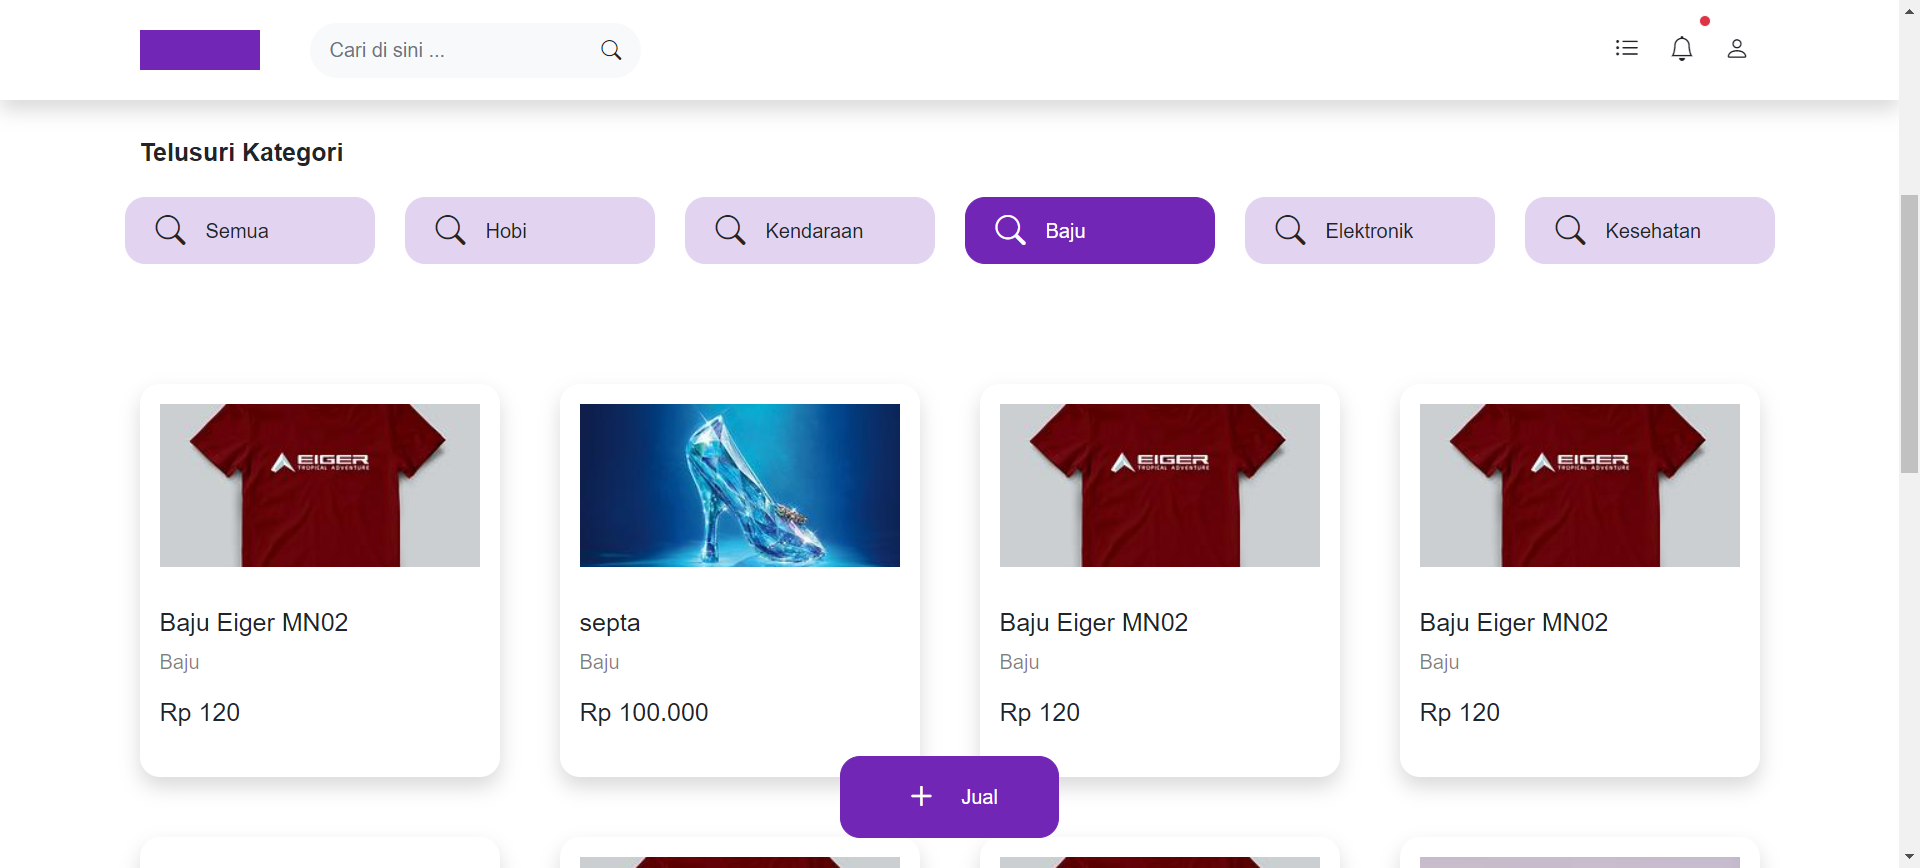 Cari di sini ...
Telusuri Kategori
Semua
Hobi
Kendaraan
Baju
Elektronik
Kesehatan
EIGER
TROPICAL ADVENTURE
EIGER
TROPICAL ADVENTURE
EIGER
TROPICAL ADVENTURE
Baju Eiger MN02
Baju
Rp 120
septa
Baju
Rp 100.000
Baju Eiger MN02
Baju
Rp 120
Baju Eiger MN02
Baju
Rp 120
+ Jual